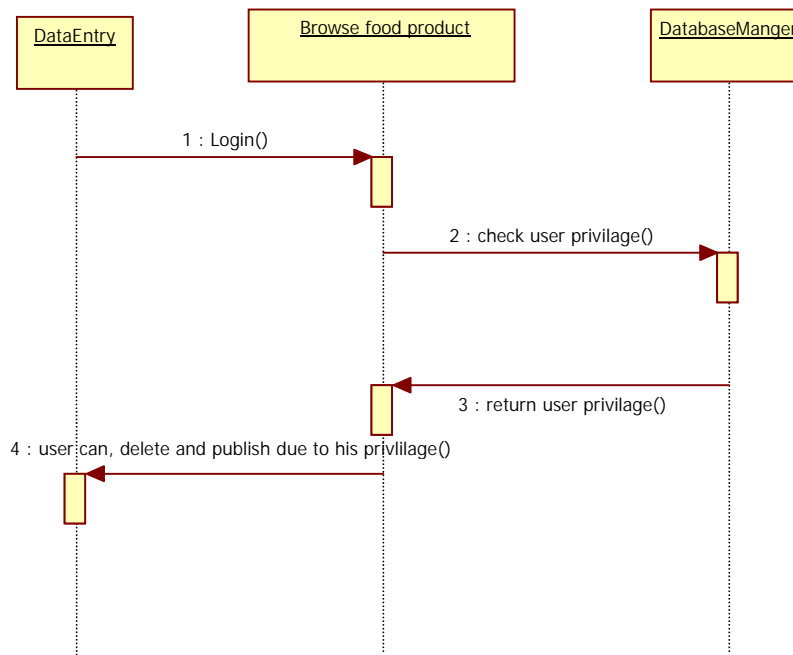 DataEntry
Browse food product
DatabaseManger
1 : Login()
2 : check user privilage()
3 : return user privilage()
4 : user can, delete and publish due to his privlilage()